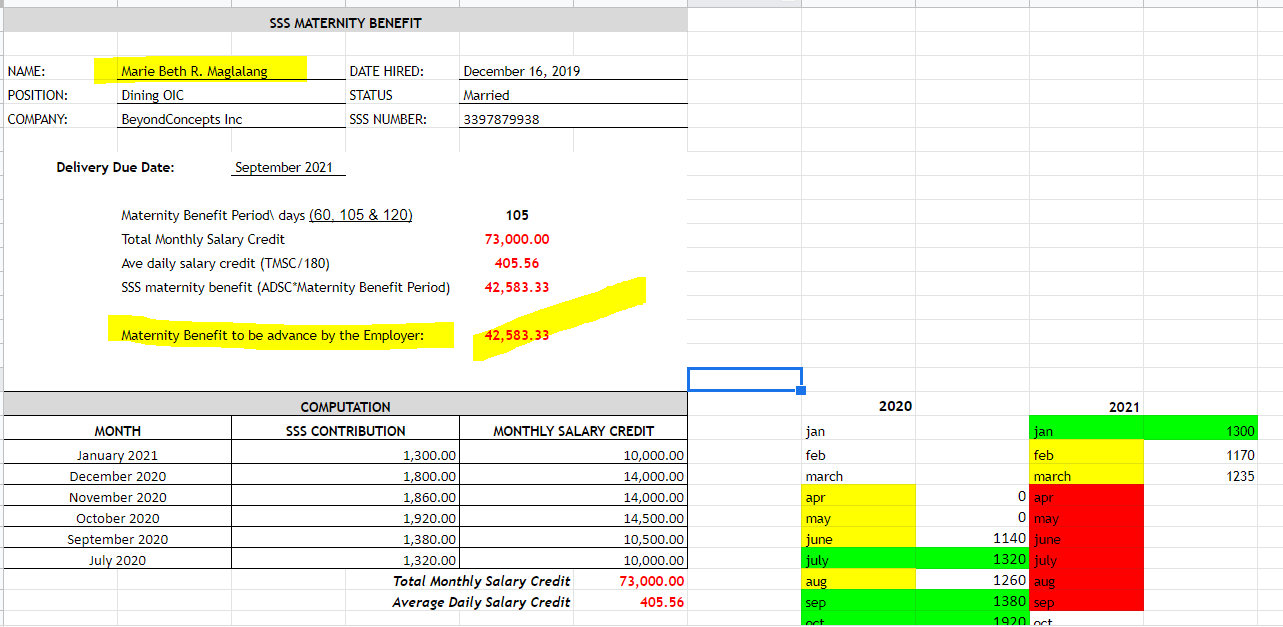 SSS MATERNITY BENEFIT
NAME: Marie Beth R. Maglalang DATE HIRED: December 16, 2019
POSITION: Dining OIC STATUS Married
COMPANY: BeyondConcepts Inc SSS NUMBER: 3397879938
Delivery Due Date: September 2021
Maternity Benefit Period\ days (60, 105 & 120) 105
Total Monthly Salary Credit 73,000.00
Ave daily salary credit (TMSC/180) 405.56
SSS maternity benefit (ADSC*Maternity Benefit Period) 42,583.33
Maternity Benefit to be advance by the Employer: 42,583.33
COMPUTATION 2020 2021
MONTH SSS CONTRIBUTION MONTHLY SALARY CREDIT jan jan 1300
January 2021 1,300.00 10,000.00 feb feb 1170
December 2020 1,800.00 14,000.00 march march 1235
November 2020 1,860.00 14,000.00 apr 0 apr
October 2020 1,920.00 14,500.00 may 0 may
September 2020 1,380.00 10,500.00 june 1140 june
July 2020 1,320.00 10,000.00 july 1320 july
Total Monthly Salary Credit 73,000.00 aug 1260 aug
Average Daily Salary Credit 405.56 sep 1380 sep
oct 1920 oct